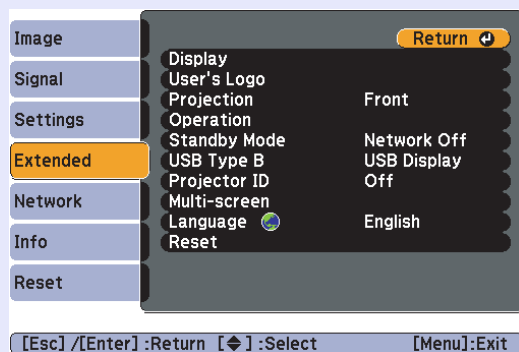 Image
Signal
Settings
Extended
Network
Info
Reset
Return
Display
User's Logo
Projection Front
Operation
Standby Mode Network Off
USB Type B USB Display
Projector ID Off
Multi-screen
Language English
Reset
[Esc] /[Enter] :Return [◆] :Select [Menu]:Exit